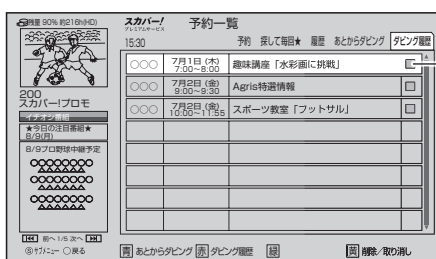 残量 90% 約216h(HD)
スカパー!
プレミアムサービス
予約一覧
15:30
予約 探して毎回★ 履歴 あとからダビング ダビング履歴
○○○ 7月1日 (木) 7:00~8:00 趣味講座「水彩画に挑戦」
○○○ 7月2日 (金) 9:00~9:30 Agris特選情報
○○○ 7月2日 (金) 10:00~11:55 スポーツ教室「フットサル」
200
スカパー!プロモ
イチオシ番組
★今日の注目番組★
8/9(月)
8/9プロ野球中継予定
○○○○○○○○
△△△△△△
○○○○○○○○
△△△△△△
○○○○○○○○
△△△△△△
前へ 1/5 次へ
Ⓢサブメニュー ○戻る
青 あとからダビング 赤 ダビング履歴 緑 黄 削除/取り消し